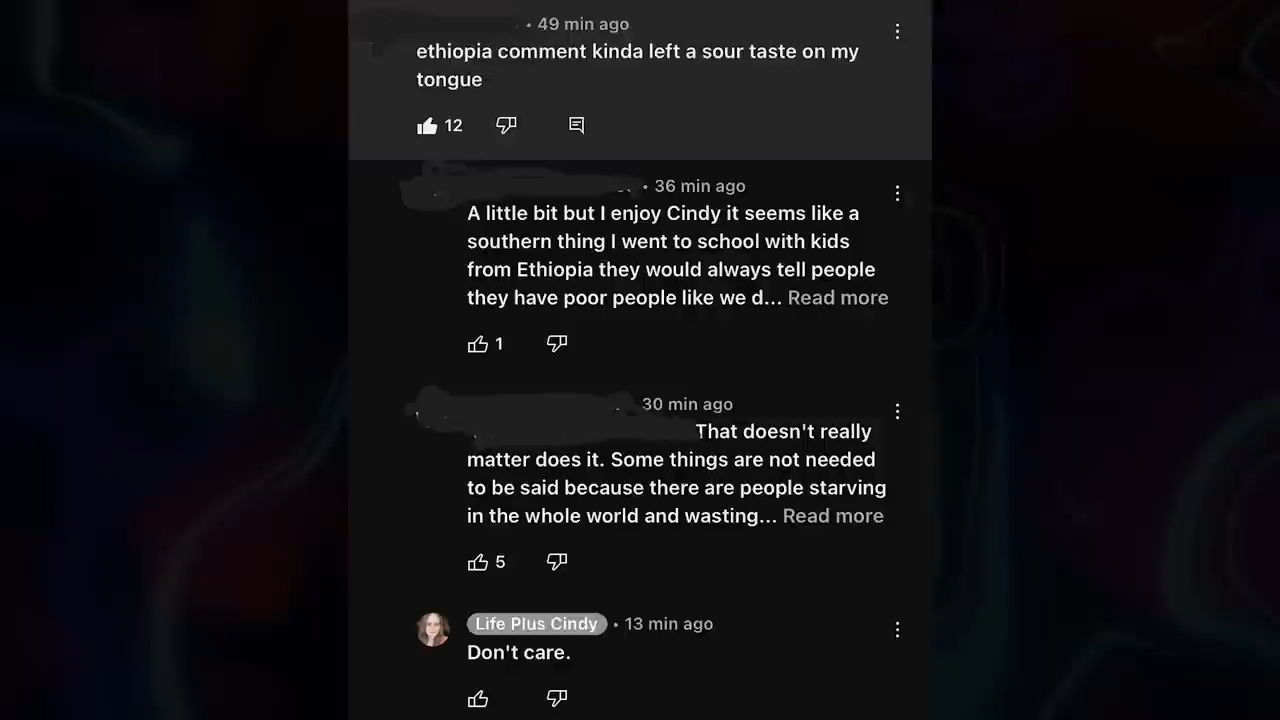 • 49 min ago
ethiopia comment kinda left a sour taste on my
tongue
12
• 36 min ago
A little bit but I enjoy Cindy it seems like a
southern thing I went to school with kids
from Ethiopia they would always tell people
they have poor people like we d... Read more
1
30 min ago
That doesn't really
matter does it. Some things are not needed
to be said because there are people starving
in the whole world and wasting... Read more
5
Life Plus Cindy • 13 min ago
Don't care.